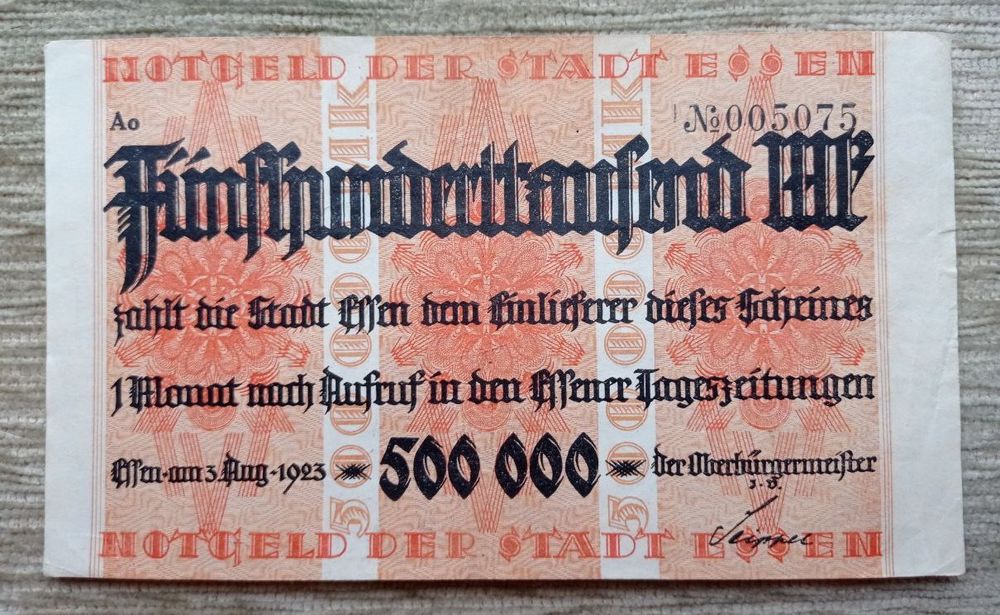 NOTGELD DER STADT ESSEN
Ao
№005075
Fünfhunderttausend MK
zahlt die Stadt Essen dem Einlieferer dieses Scheines
1 Monat nach Aufruf in den Essener Tageszeitungen
Essen·am 3. Aug·1923 500 000 der Oberbürgermeister
J.V.
NOTGELD DER STADT ESSEN